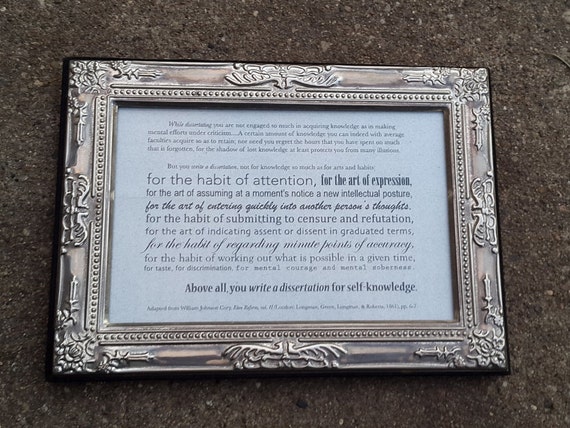 While dissertating you are not engaged so much in acquiring knowledge as in making
mental efforts under criticism....A certain amount of knowledge you can indeed with average
faculties acquire so as to retain; nor need you regret the hours that you have spent on much
that is forgotten, for the shadow of lost knowledge at least protects you from many illusions.
But you write a dissertation, not for knowledge so much as for arts and habits:
for the habit of attention, for the art of expression,
for the art of assuming at a moment's notice a new intellectual posture,
for the art of entering quickly into another person's thoughts,
for the habit of submitting to censure and refutation,
for the art of indicating assent or dissent in graduated terms,
for the habit of regarding minute points of accuracy,
for the habit of working out what is possible in a given time,
for taste, for discrimination, for mental courage and mental soberness.
Above all, you write a dissertation for self-knowledge.
Adapted from William Johnson Cory, Eton Reform, vol. II (London: Longman, Green, Longman, & Roberts, 1861), pp. 6-7